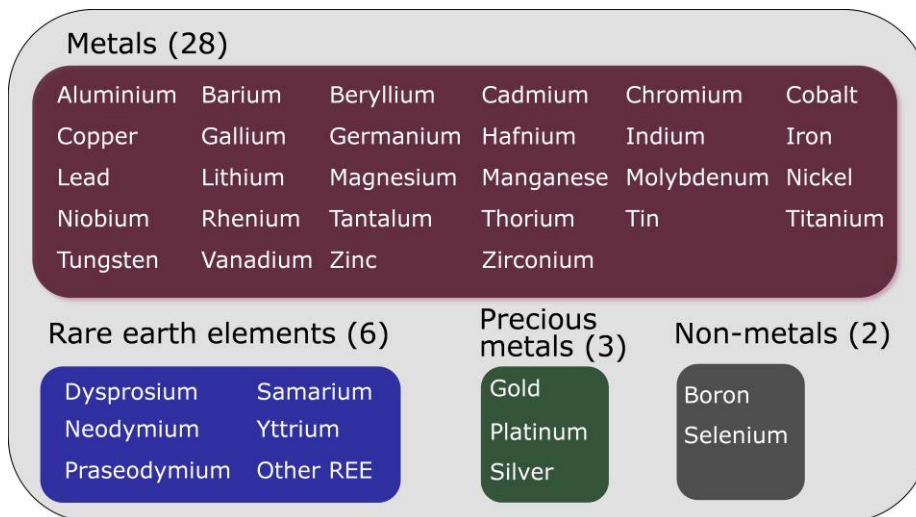 Metals (28)
Aluminium Barium Beryllium Cadmium Chromium Cobalt
Copper Gallium Germanium Hafnium Indium Iron
Lead Lithium Magnesium Manganese Molybdenum Nickel
Niobium Rhenium Tantalum Thorium Tin Titanium
Tungsten Vanadium Zinc Zirconium
Rare earth elements (6)
Dysprosium Samarium
Neodymium Yttrium
Praseodymium Other REE
Precious
metals (3)
Gold
Platinum
Silver
Non-metals (2)
Boron
Selenium